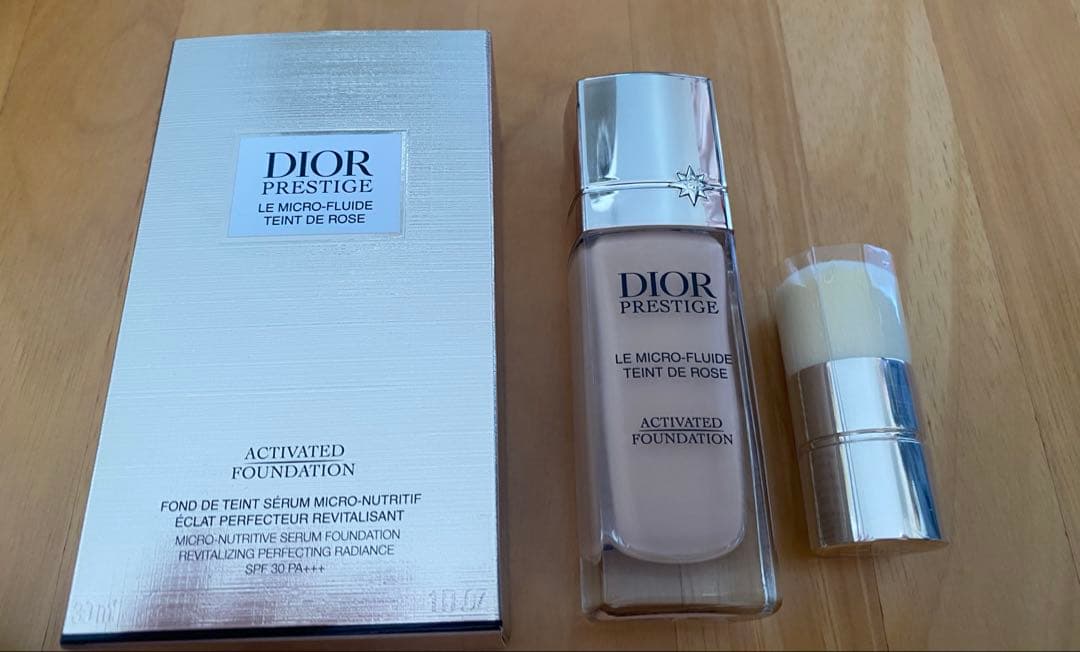 DIOR
PRESTIGE
LE MICRO-FLUIDE
TEINT DE ROSE
ACTIVATED
FOUNDATION
FOND DE TEINT SÉRUM MICRO-NUTRITIF
ÉCLAT PERFECTEUR REVITALISANT
MICRO-NUTRITIVE SERUM FOUNDATION
REVITALIZING PERFECTING RADIANCE
SPF 30 PA+++
30 ml
DIOR
PRESTIGE
LE MICRO-FLUIDE
TEINT DE ROSE
ACTIVATED
FOUNDATION